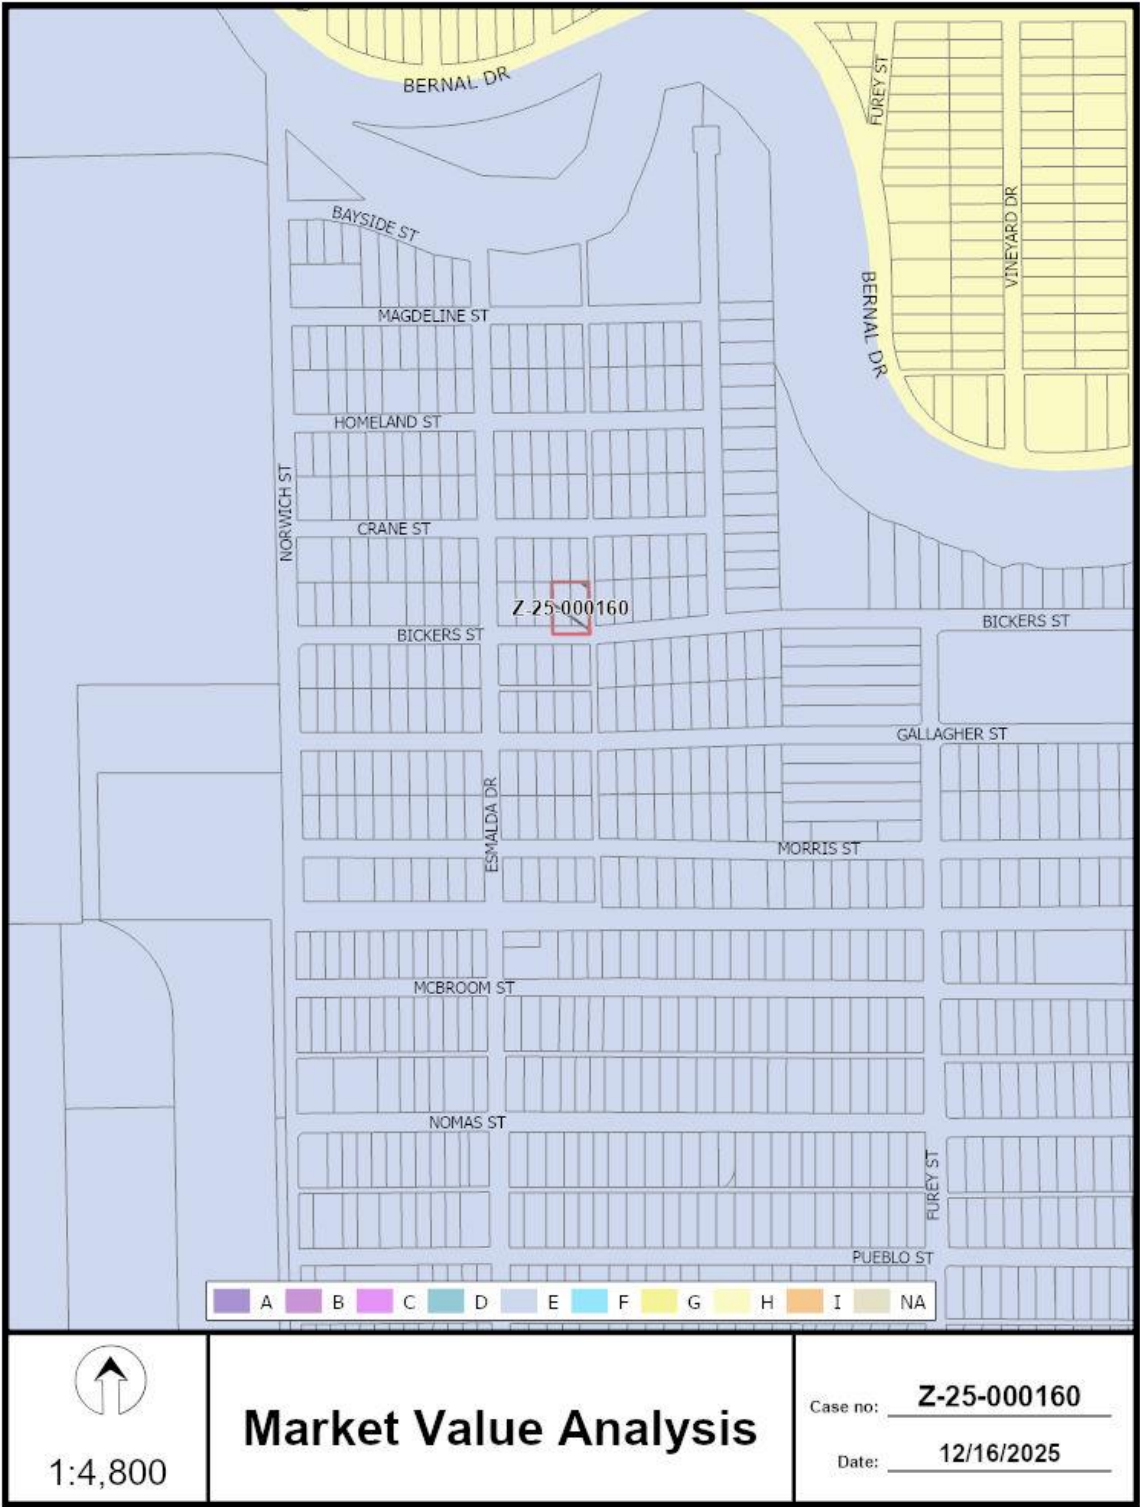 BERNAL DR
FUREY ST
VINEYARD DR
BAYSIDE ST
BERNAL DR
MAGDELINE ST
HOMELAND ST
NORWICH ST
CRANE ST
Z-25-000160
BICKERS ST
BICKERS ST
GALLAGHER ST
ESMALDA DR
MORRIS ST
MCBROOM ST
NOMAS ST
FUREY ST
PUEBLO ST
A B C D E F G H I NA
1:4,800
Market Value Analysis
Case no: Z-25-000160
Date: 12/16/2025